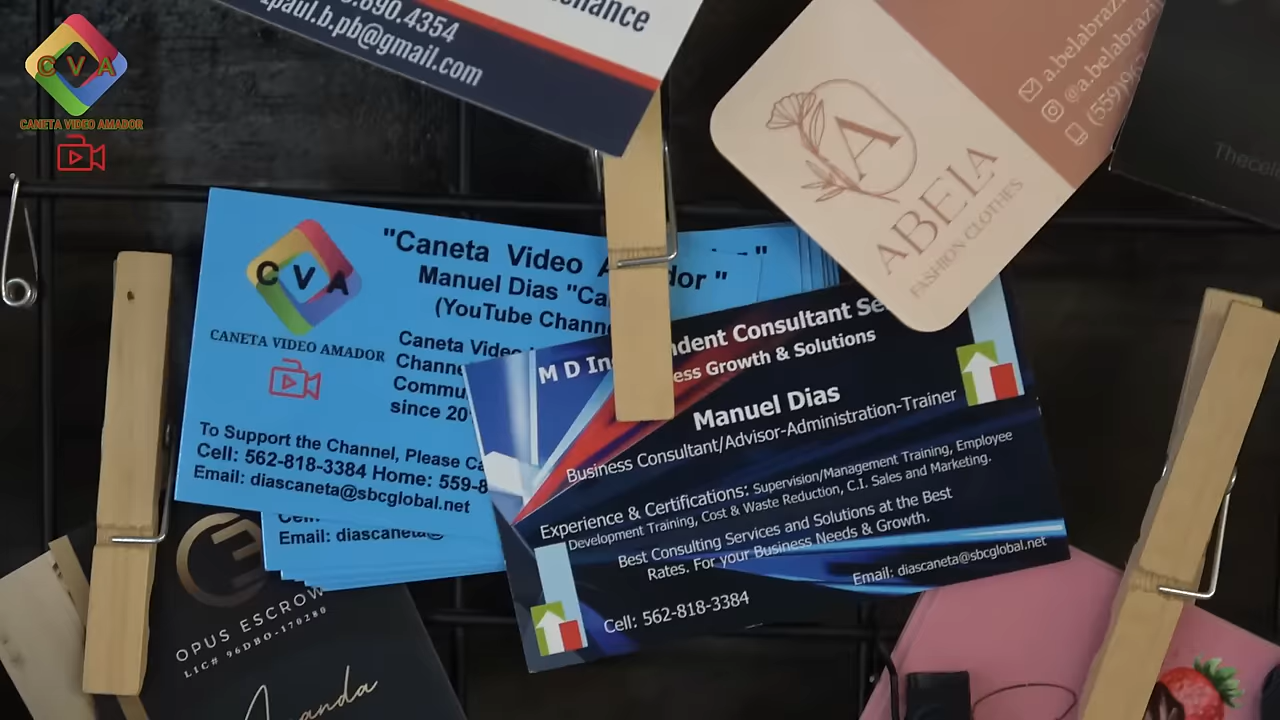 C V A
CANETA VIDEO AMADOR
.690.4354
paul.b.pb@gmail.com
A
ABELA
FASHION CLOTHES
a.belabrazi
@a.belabrazi
(559)9
"Caneta Video
Manuel Dias "Ca dor "
(YouTube Chann
CVA
CANETA VIDEO AMADOR
Caneta Video
Channe
Commu
since 20
To Support the Channel, Please Ca
Cell: 562-818-3384 Home: 559-8
Email: diascaneta@sbcglobal.net
Email: diascaneta@
M D In ndent Consultant Se
ess Growth & Solutions
Manuel Dias
Business Consultant/Advisor-Administration-Trainer
Experience & Certifications: Supervision/Management Training, Employee
Development Training, Cost & Waste Reduction, C.I. Sales and Marketing.
Best Consulting Services and Solutions at the Best
Rates. For your Business Needs & Growth.
Email: diascaneta@sbcglobal.net
Cell: 562-818-3384
OPUS ESCROW
LIC# 96DBO-170280